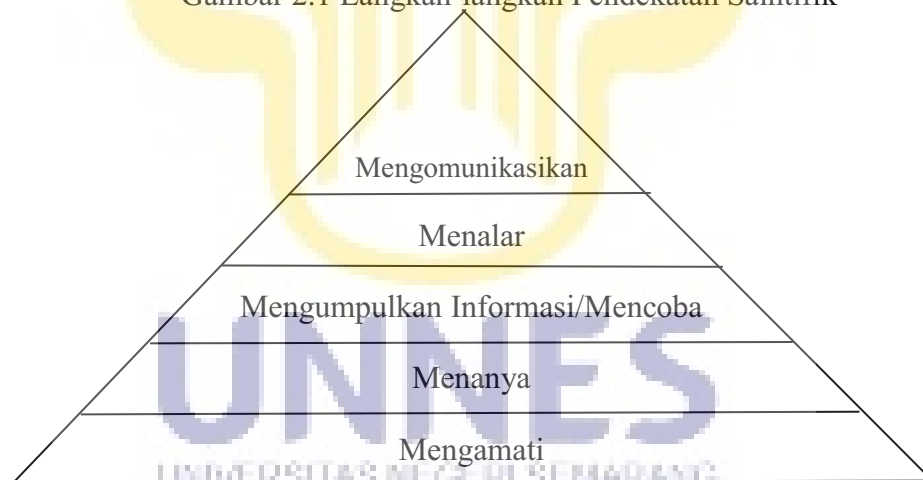 Gambar 2.1 Langkah-langkah Pendekatan Saintifik
Mengomunikasikan
Menalar
Mengumpulkan Informasi/Mencoba
Menanya
UNNES
Mengamati
UNIVERSITAS NEGERI SEMARANG